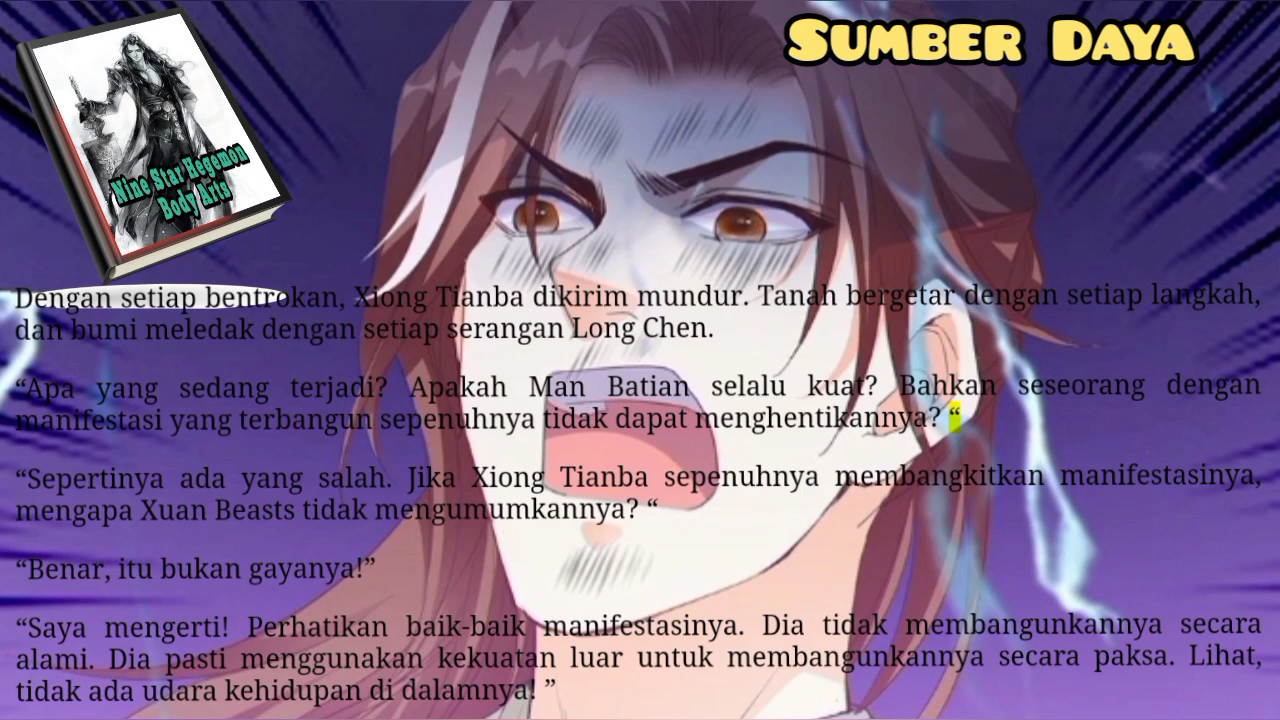 SUMBER DAYA
Nine Star Hegemon
Body Arts
Dengan setiap bentrokan, Xiong Tianba dikirim mundur. Tanah bergetar dengan setiap langkah,
dan bumi meledak dengan setiap serangan Long Chen.
“Apa yang sedang terjadi? Apakah Man Batian selalu kuat? Bahkan seseorang dengan
manifestasi yang terbangun sepenuhnya tidak dapat menghentikannya? “
“Sepertinya ada yang salah. Jika Xiong Tianba sepenuhnya membangkitkan manifestasinya,
mengapa Xuan Beasts tidak mengumumkannya? “
“Benar, itu bukan gayanya!”
“Saya mengerti! Perhatikan baik-baik manifestasinya. Dia tidak membangunkannya secara
alami. Dia pasti menggunakan kekuatan luar untuk membangunkannya secara paksa. Lihat,
tidak ada udara kehidupan di dalamnya! ”